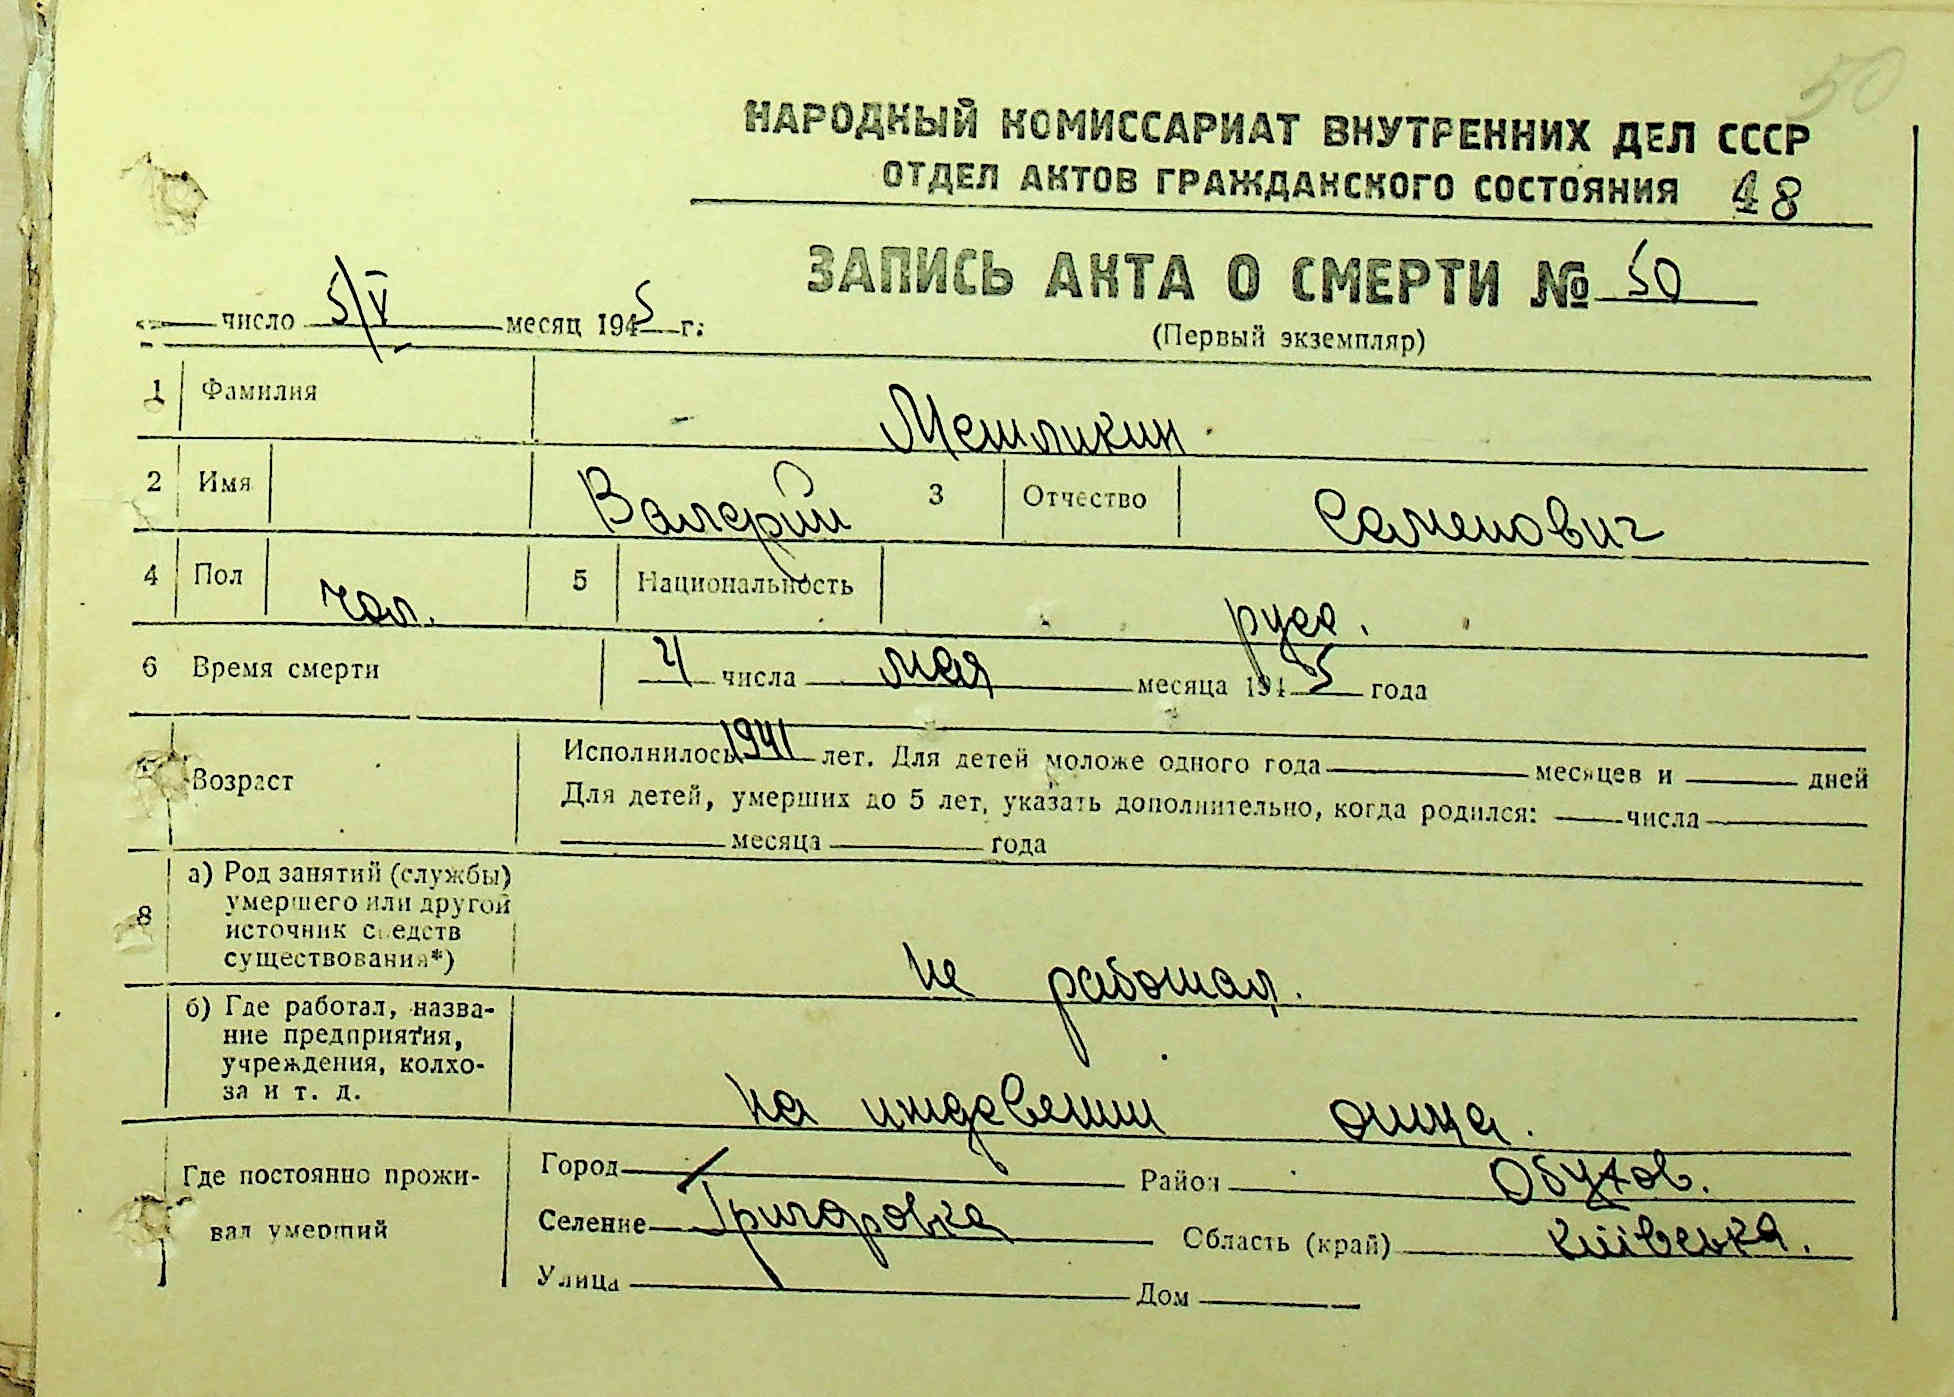 50
НАРОДНЫЙ КОМИССАРИАТ ВНУТРЕННИХ ДЕЛ СССР
ОТДЕЛ АКТОВ ГРАЖДАНСКОГО СОСТОЯНИЯ 48
ЗАПИСЬ АКТА О СМЕРТИ № 50
(Первый экземпляр)
число 5/V месяц 1945 г.
1 Фамилия
2 Имя Валерий 3 Отчество Семенович
4 Пол чол. 5 Национальность русс.
6 Время смерти 4 числа мая месяца 1945 года
Возраст Исполнилось 1941 лет. Для детей моложе одного года месяцев и дней
Для детей, умерших до 5 лет, указать дополнительно, когда родился: числа
месяца года
8 а) Род занятий (службы)
умершего или другой
источник средств
существования*)
не работал.
б) Где работал, назва-
ние предприятия,
учреждения, колхо-
за и т. д.
на иждевении отца.
Где постоянно прожи-
вал умерший
Город Район Обухов.
Селение Григоровка Область (край) Київська.
Улица Дом